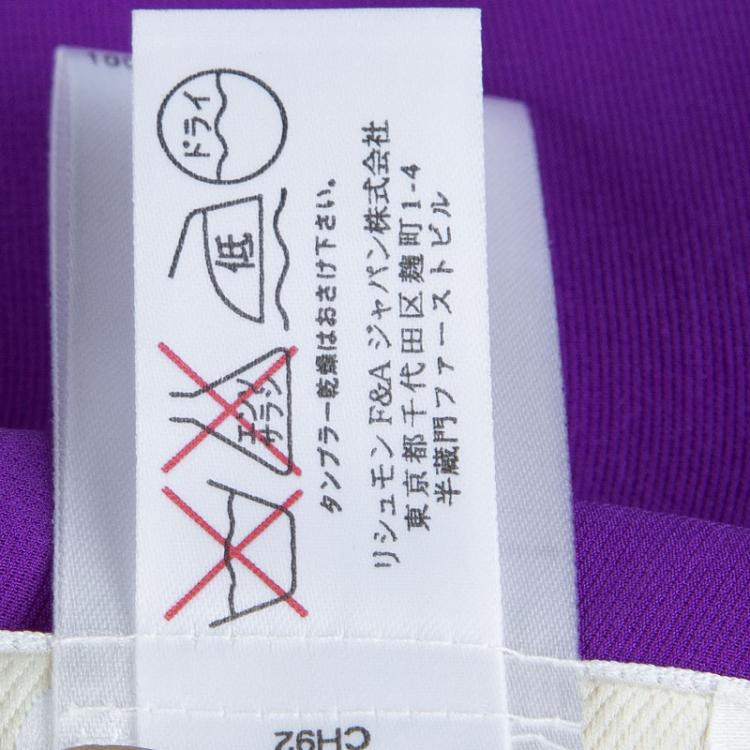 エンソ
サラシ
低
ドライ
タンブラー乾燥はおさけ下さい。
リシュモンF&Aジャパン株式会社
東京都千代田区麹町1-4
半蔵門ファーストビル
CH92